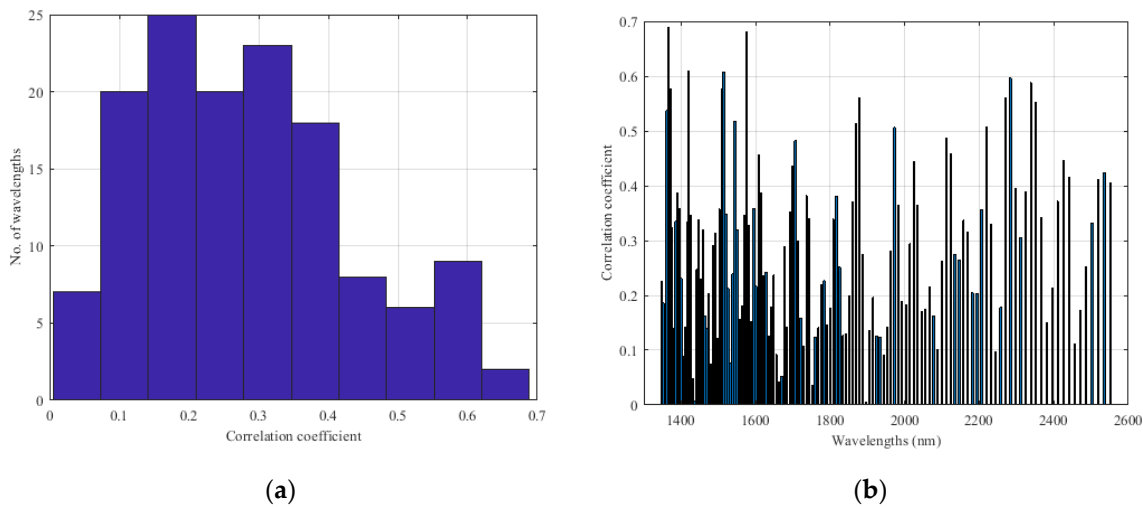 25
20
15
10
5
0
No. of wavelengths
0 0.1 0.2 0.3 0.4 0.5 0.6 0.7
Correlation coefficient
(a)
0.7
0.6
0.5
0.4
0.3
0.2
0.1
0
Correlation coefficient
1400 1600 1800 2000 2200 2400 2600
Wavelengths (nm)
(b)